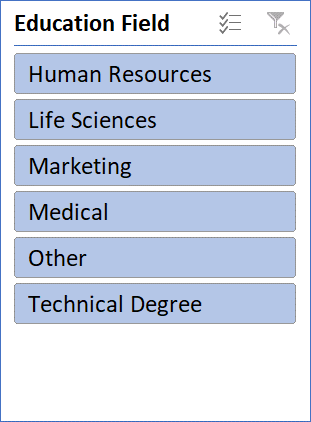 Education Field
Human Resources
Life Sciences
Marketing
Medical
Other
Technical Degree